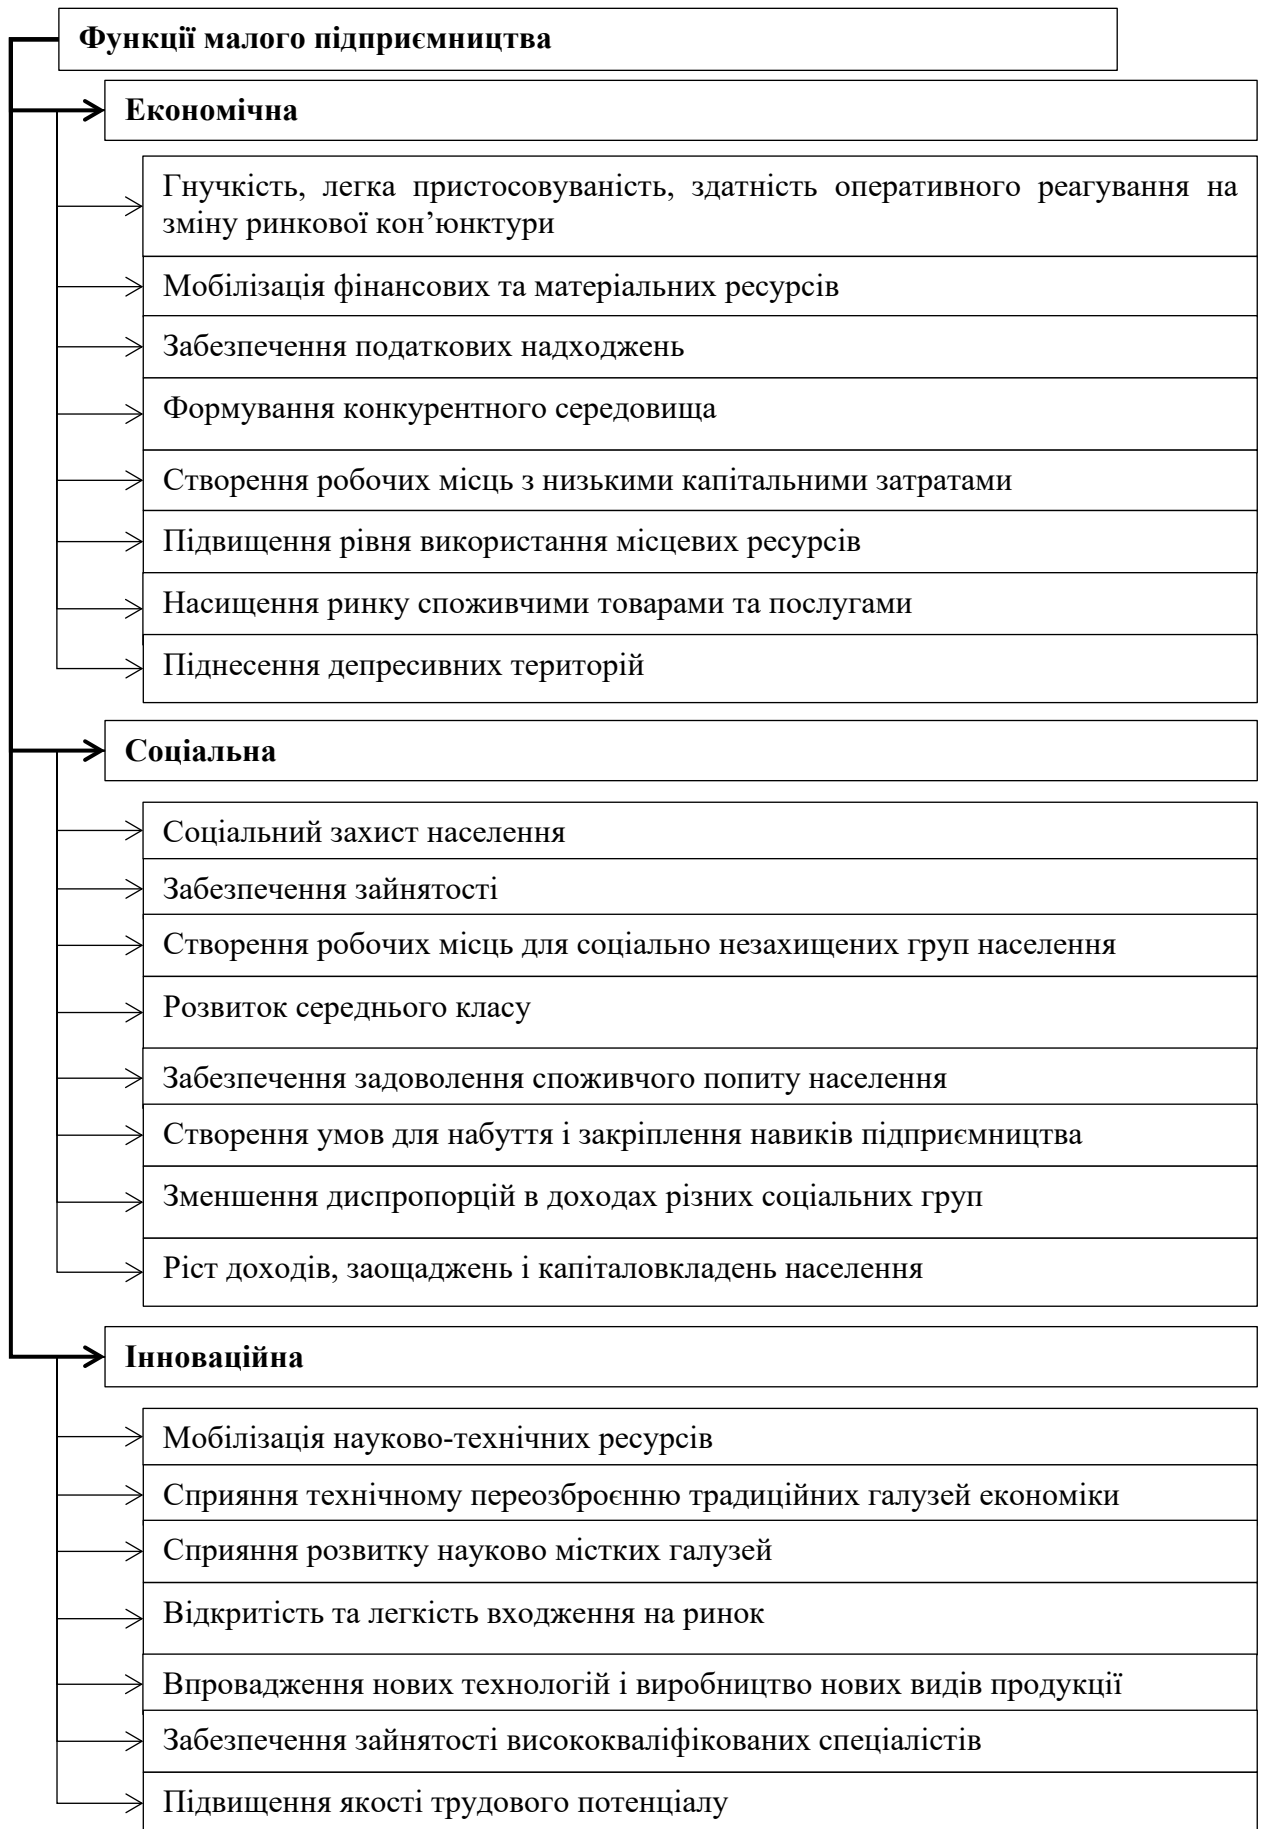 Функції малого підприємництва
Економічна
Гнучкість, легка пристосовуваність, здатність оперативного реагування на
зміну ринкової кон’юнктури
Мобілізація фінансових та матеріальних ресурсів
Забезпечення податкових надходжень
Формування конкурентного середовища
Створення робочих місць з низькими капітальними затратами
Підвищення рівня використання місцевих ресурсів
Насищення ринку споживчими товарами та послугами
Піднесення депресивних територій
Соціальна
Соціальний захист населення
Забезпечення зайнятості
Створення робочих місць для соціально незахищених груп населення
Розвиток середнього класу
Забезпечення задоволення споживчого попиту населення
Створення умов для набуття і закріплення навиків підприємництва
Зменшення диспропорцій в доходах різних соціальних груп
Ріст доходів, заощаджень і капіталовкладень населення
Інноваційна
Мобілізація науково-технічних ресурсів
Сприяння технічному переозброєнню традиційних галузей економіки
Сприяння розвитку науково містких галузей
Відкритість та легкість входження на ринок
Впровадження нових технологій і виробництво нових видів продукції
Забезпечення зайнятості висококваліфікованих спеціалістів
Підвищення якості трудового потенціалу